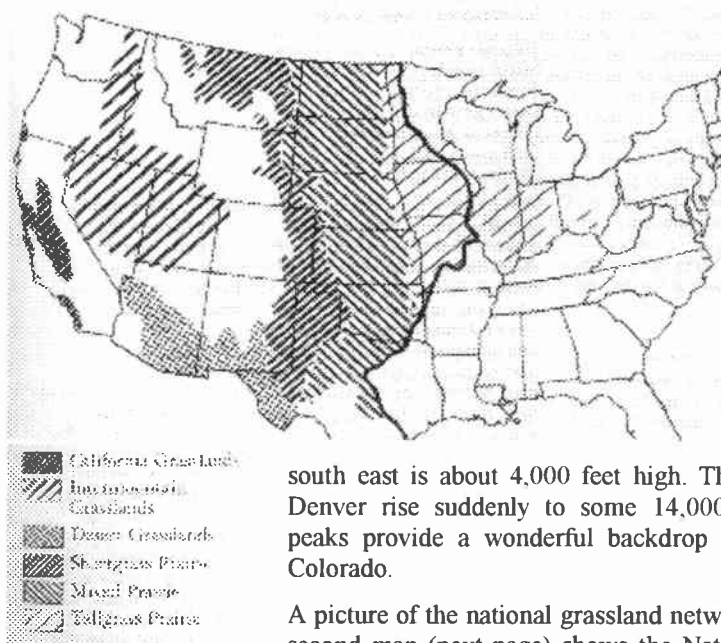 California Grasslands
Intermountain
Grasslands
Desert Grasslands
Shortgrass Prairie
Mixed Prairie
Tallgrass Prairie
south east is about 4,000 feet high. Th
Denver rise suddenly to some 14,000
peaks provide a wonderful backdrop
Colorado.
A picture of the national grassland netw
second map (next page) shows the Nat